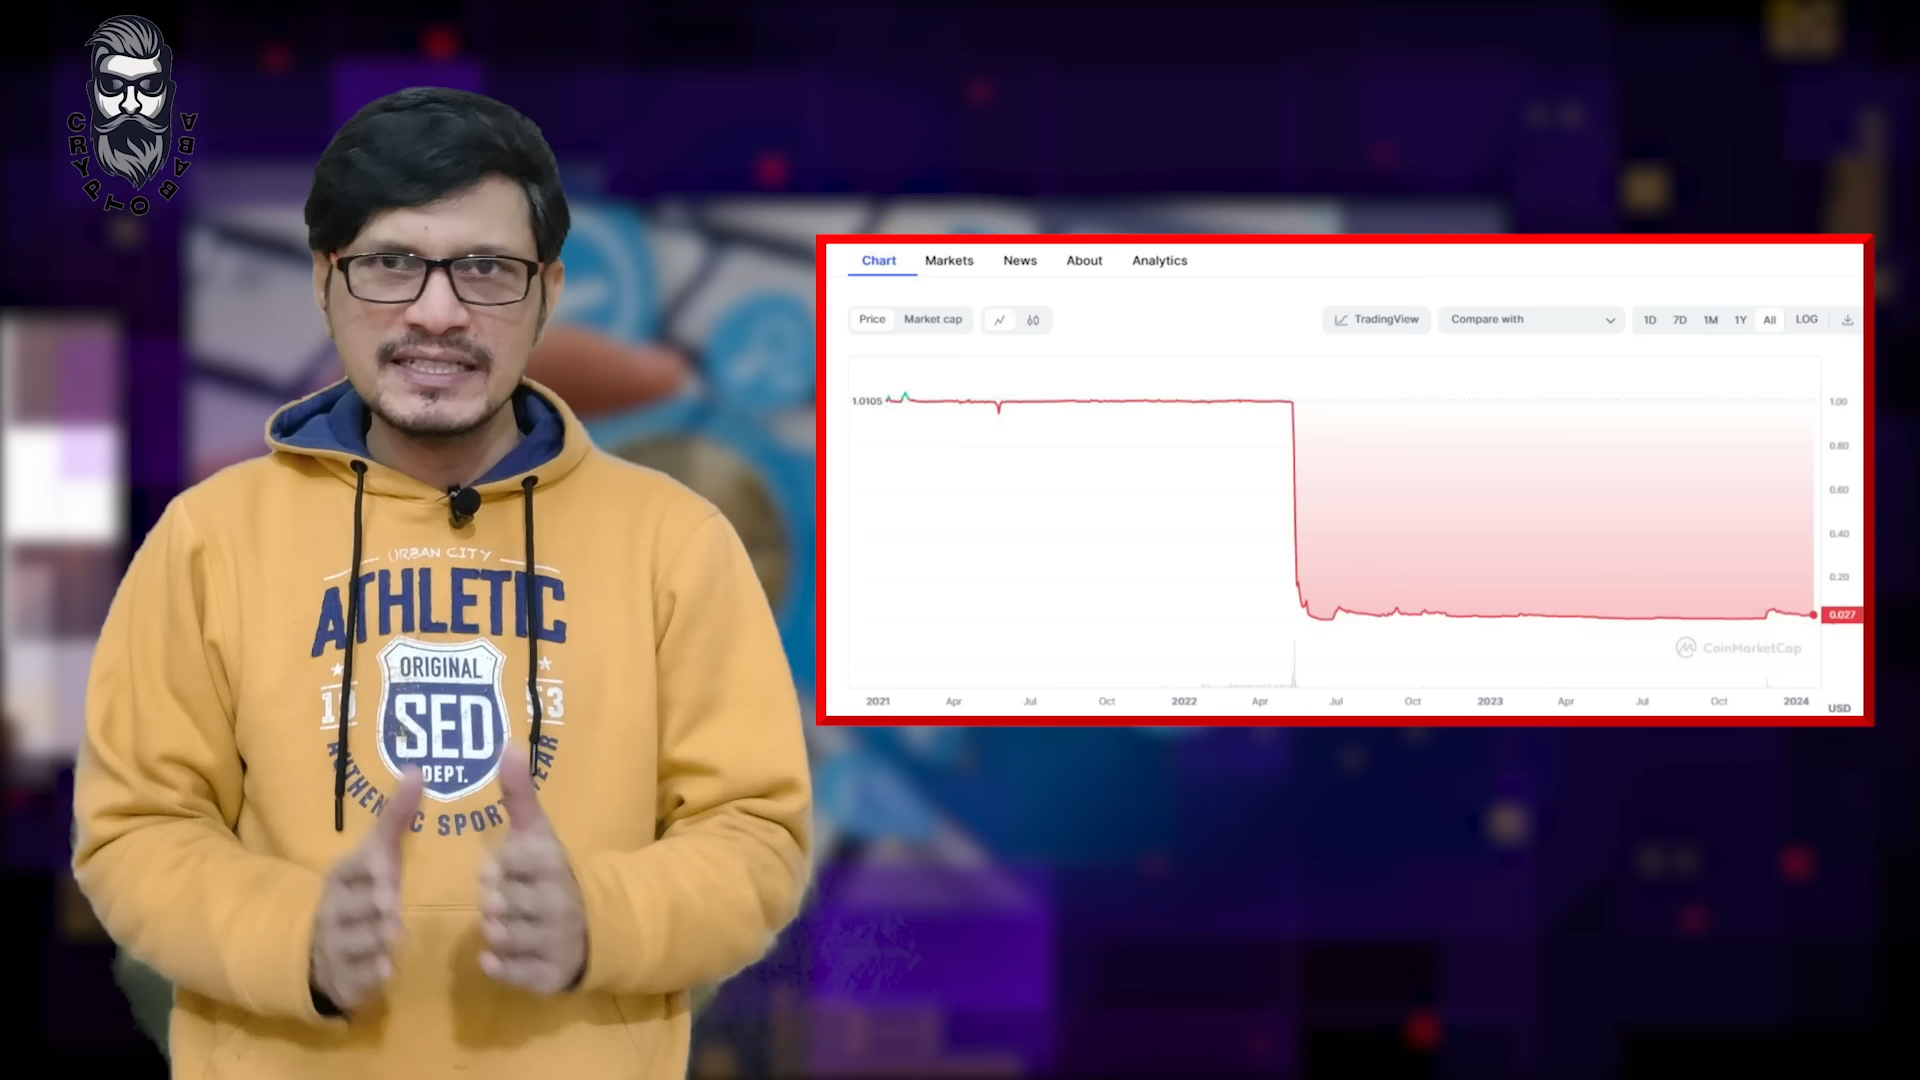 CRYPTO BABA
Chart Markets News About Analytics
Price Market cap TradingView Compare with 1D 7D 1M 1Y All LOG
1.0105
1.00
0.80
0.60
0.40
0.20
0.027
CoinMarketCap
2021 Apr Jul Oct 2022 Apr Jul Oct 2023 Apr Jul Oct 2024 USD
URBAN CITY
ATHLETIC
ORIGINAL
SED
DEPT.